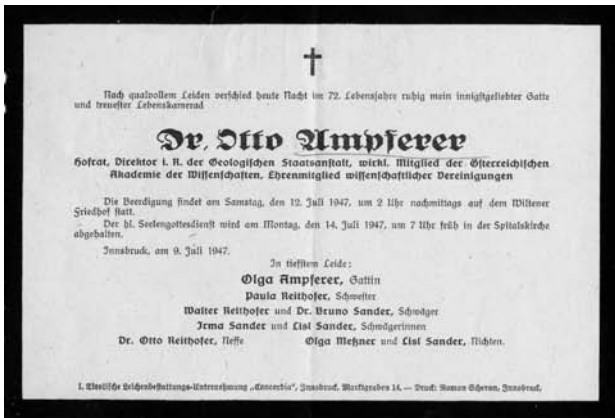 Nach qualvollem Leiden verschied heute Nacht im 72. Lebensjahre ruhig mein innigstgeliebter Gatte
und treuester Lebenskamerad
Dr. Otto Ampferer
Hofrat, Direktor i. R. der Geologischen Staatsanstalt, wirkl. Mitglied der Österreichischen
Akademie der Wissenschaften, Ehrenmitglied wissenschaftlicher Vereinigungen
Die Beerdigung findet am Samstag, den 12. Juli 1947, um 2 Uhr nachmittags auf dem Wiltener
Friedhof statt.
Der hl. Seelengottesdienst wird am Montag, den 14. Juli 1947, um 7 Uhr früh in der Spitalskirche
abgehalten.
Innsbruck, am 9. Juli 1947.
In tiefstem Leide:
Olga Ampferer, Gattin
Paula Reithofer, Schwester
Walter Reithofer und Dr. Bruno Sander, Schwäger
Irma Sander und Lisl Sander, Schwägerinnen
Dr. Otto Reithofer, Neffe Olga Meßner und Lisl Sander, Nichten.
1. Tirolische Leichenbestattungs-Unternehmung „Concordia", Innsbruck, Marktgraben 14. — Druck: Roman Scheran, Innsbruck.